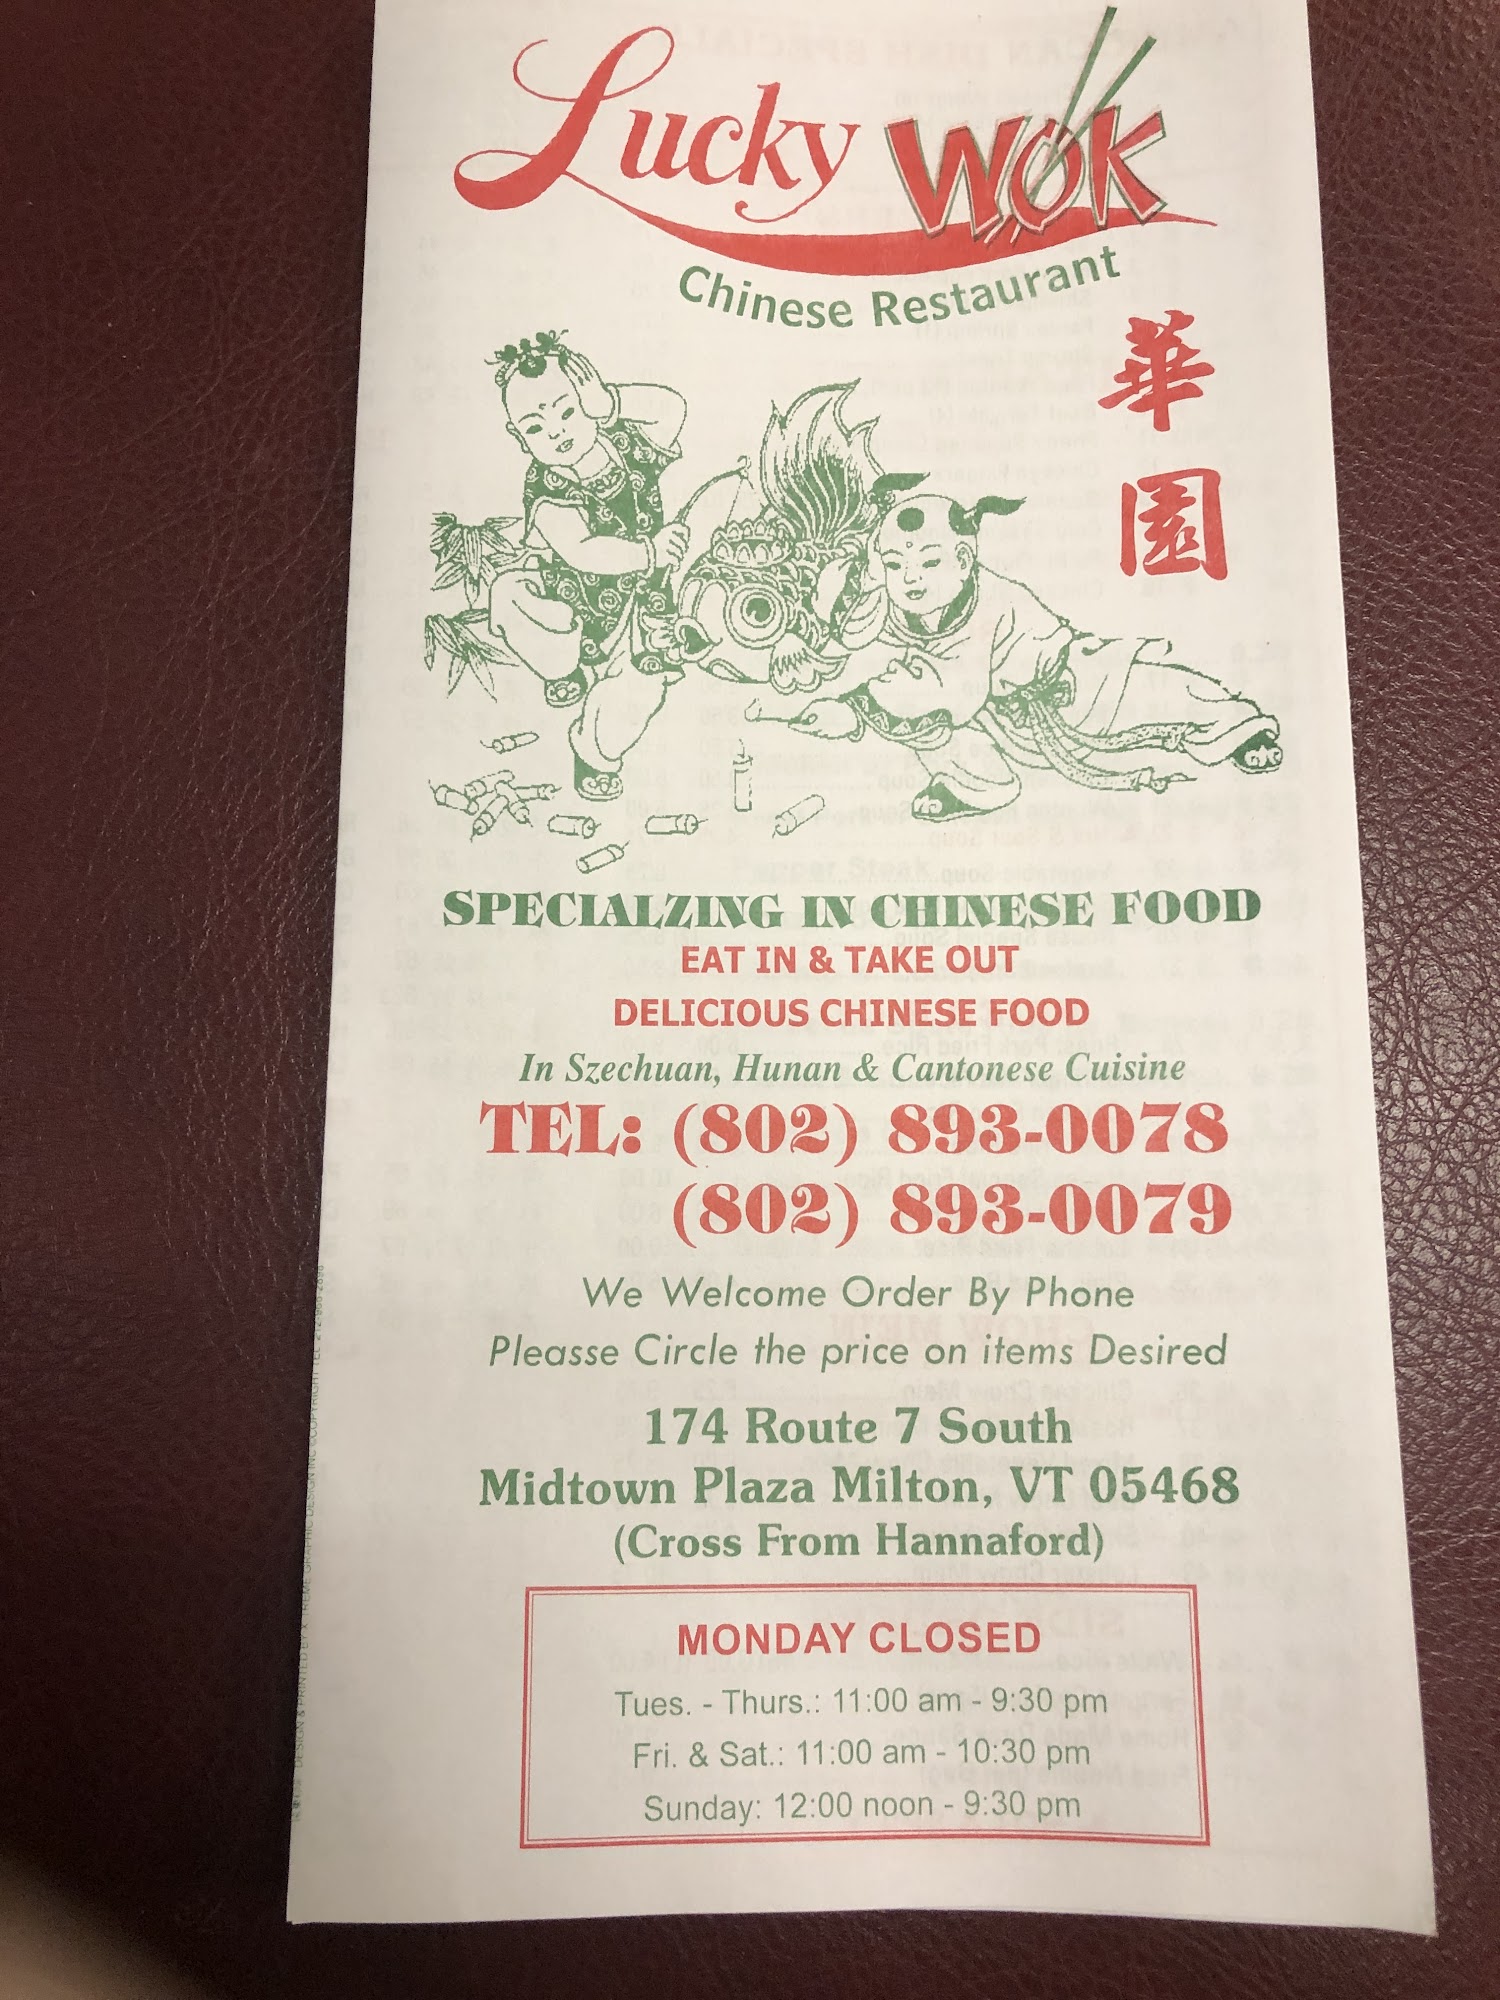 Lucky WOK
Chinese Restaurant
華
園
SPECIALZING IN CHINESE FOOD
EAT IN & TAKE OUT
DELICIOUS CHINESE FOOD
In Szechuan, Hunan & Cantonese Cuisine
TEL: (802) 893-0078
(802) 893-0079
We Welcome Order By Phone
Pleasse Circle the price on items Desired
174 Route 7 South
Midtown Plaza Milton, VT 05468
(Cross From Hannaford)
MONDAY CLOSED
Tues. - Thurs.: 11:00 am - 9:30 pm
Fri. & Sat.: 11:00 am - 10:30 pm
Sunday: 12:00 noon - 9:30 pm